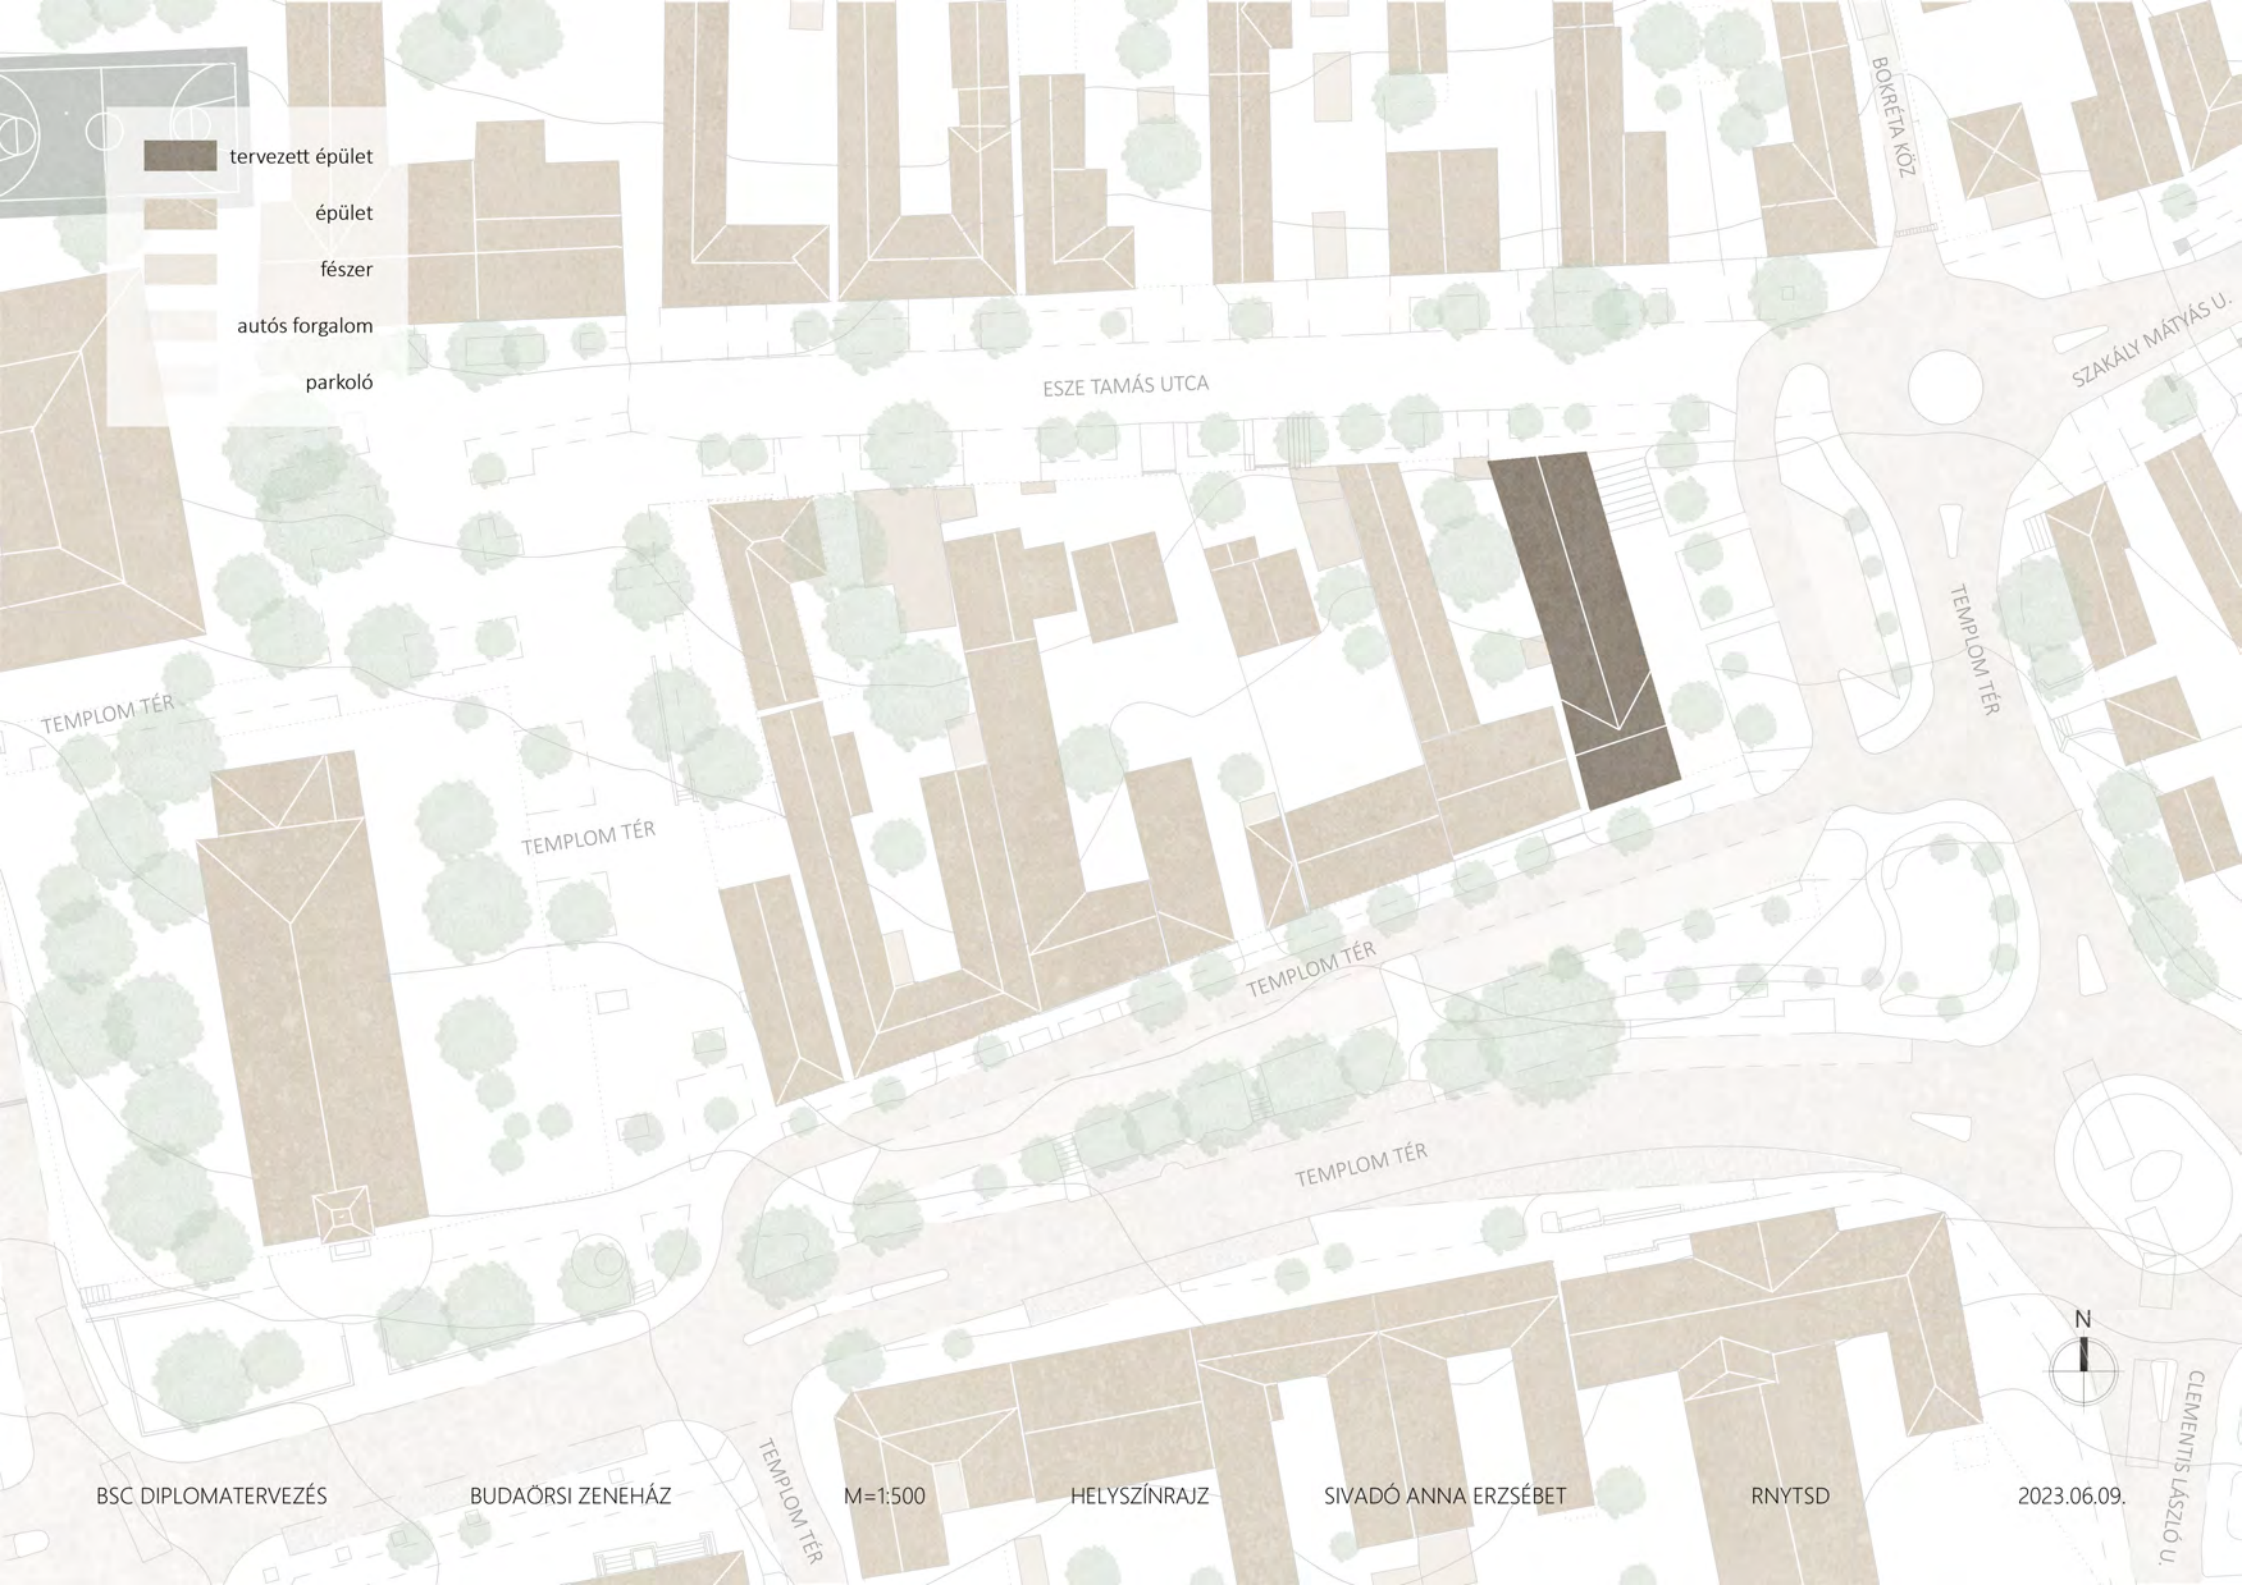 BOKRÉTA KÖZ
tervezett épület
épület
fészer
autós forgalom
parkoló
SZAKÁLY MÁTYÁS U.
ESZE TAMÁS UTCA
TEMPLOM TÉR
TEMPLOM TÉR
TEMPLOM TÉR
TEMPLOM TÉR
TEMPLOM TÉR
N
CLEMENTIS LÁSZLÓ U.
TEMPLOM TÉR
BSC DIPLOMATERVEZÉS
BUDAÖRSI ZENEHÁZ
M=1:500
HELYSZÍNRAJZ
SIVADÓ ANNA ERZSÉBET
RNYTSD
2023.06.09.